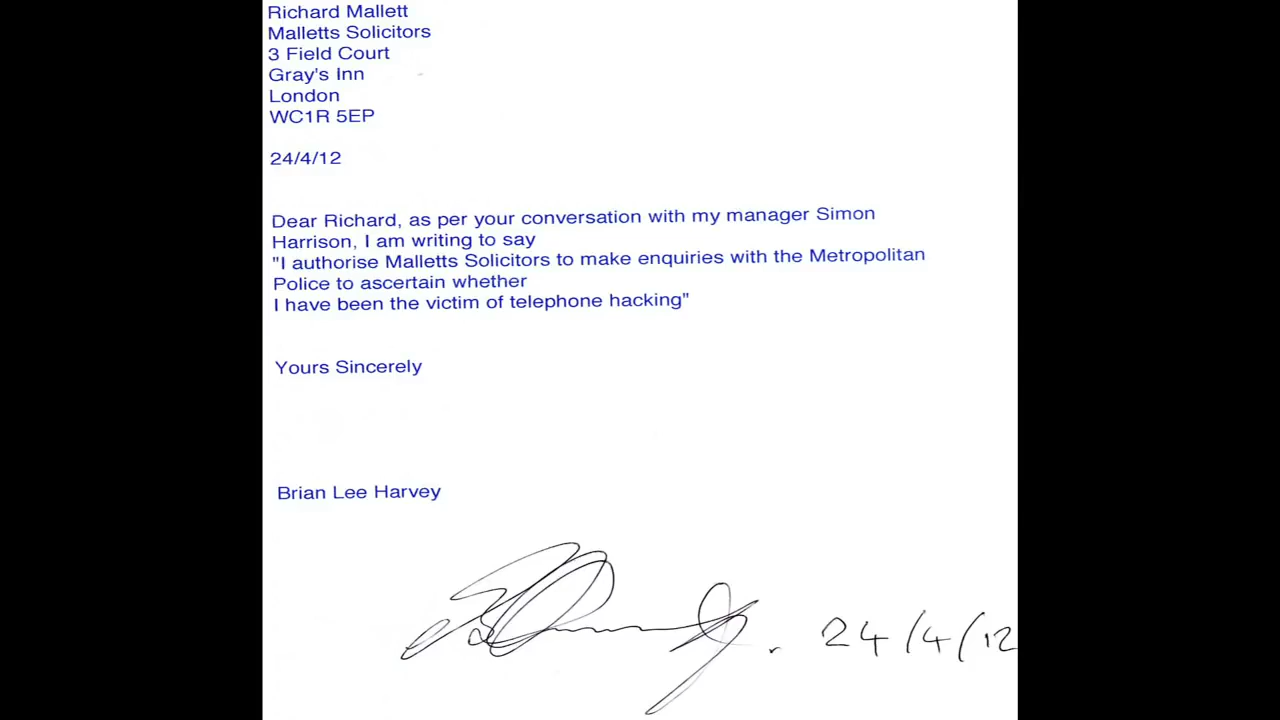 Richard Mallett
Malletts Solicitors
3 Field Court
Gray's Inn
London
WC1R 5EP
24/4/12
Dear Richard, as per your conversation with my manager Simon
Harrison, I am writing to say
"I authorise Malletts Solicitors to make enquiries with the Metropolitan
Police to ascertain whether
I have been the victim of telephone hacking"
Yours Sincerely
Brian Lee Harvey
24/4/12